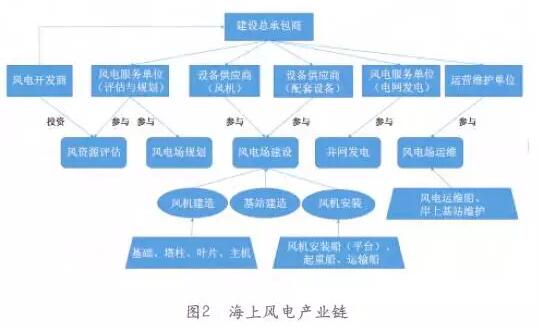 建设总承包商
风电开发商
风电服务单位
（评估与规划）
设备供应商
（风机）
设备供应商
（配套设备）
风电服务单位
（电网发电）
运营维护单位
投资
参与
参与
参与
参与
参与
参与
风资源评估
风电场规划
风电场建设
并网发电
风电场运维
风机建造
基站建造
风机安装
风电运维船、
岸上基站维护
基础、塔柱、叶片、主机
风机安装船（平台）、
起重船、运输船
图2 海上风电产业链